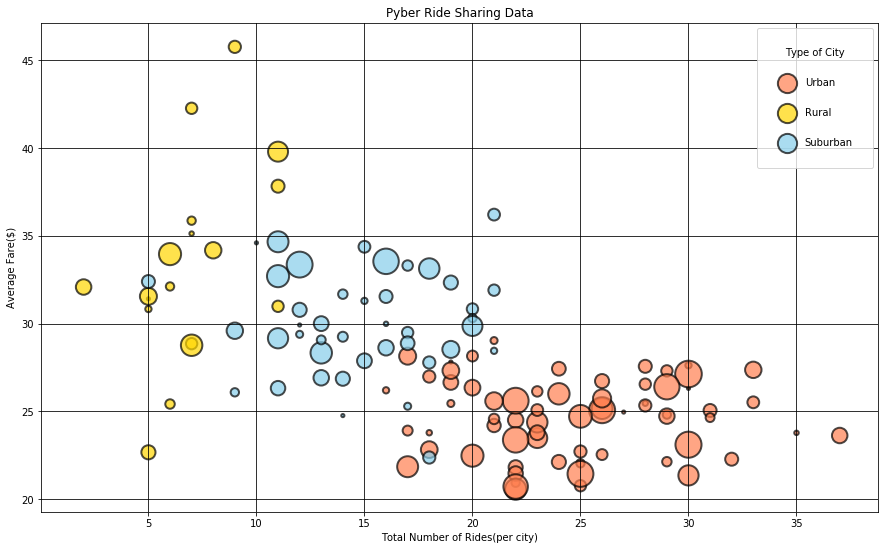 Pyber Ride Sharing Data
Average Fare($)
45
40
35
30
25
20
Type of City
Urban
Rural
Suburban
5 10 15 20 25 30 35
Total Number of Rides(per city)